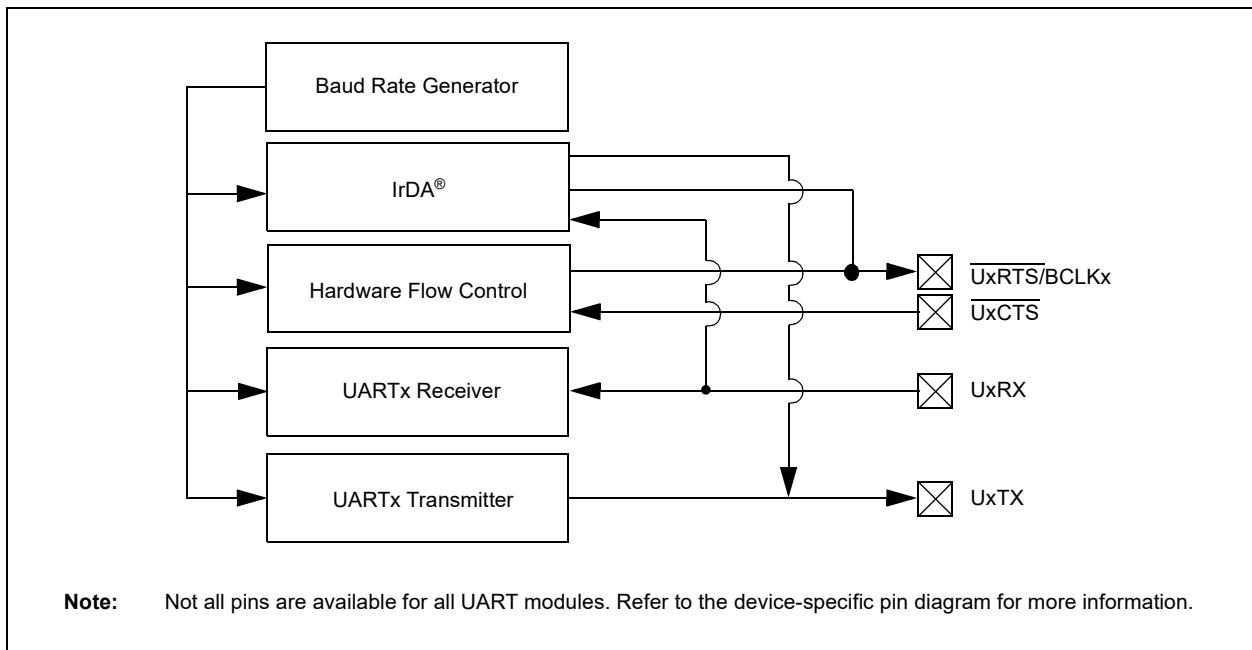 Baud Rate Generator
IrDA®
Hardware Flow Control
UxRTS/BCLKx
UxCTS
UARTx Receiver
UxRX
UARTx Transmitter
UxTX
Note: Not all pins are available for all UART modules. Refer to the device-specific pin diagram for more information.